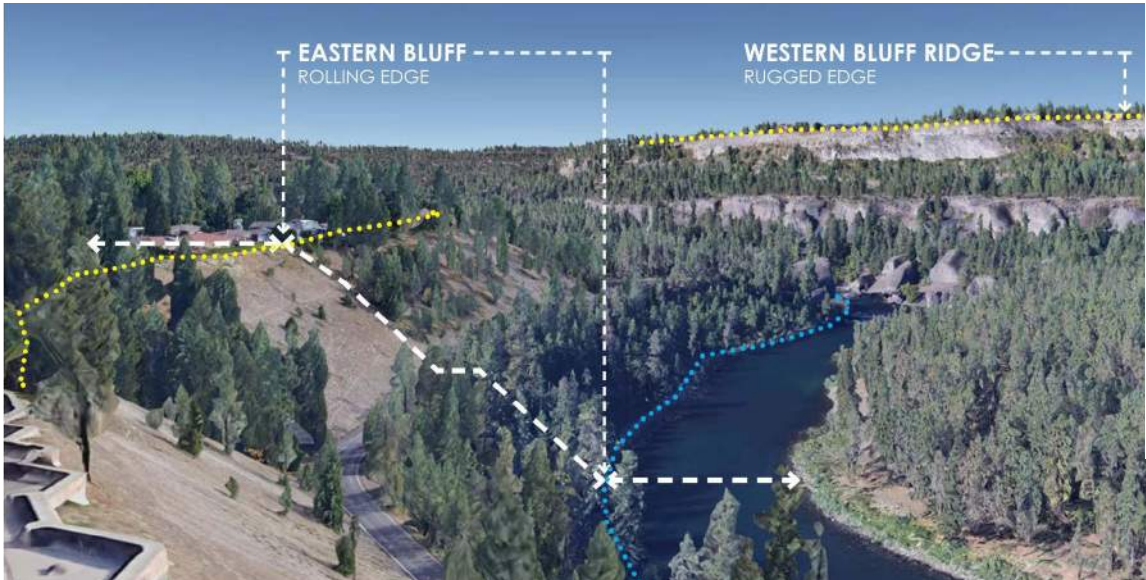 EASTERN BLUFF
ROLLING EDGE
WESTERN BLUFF RIDGE
RUGGED EDGE